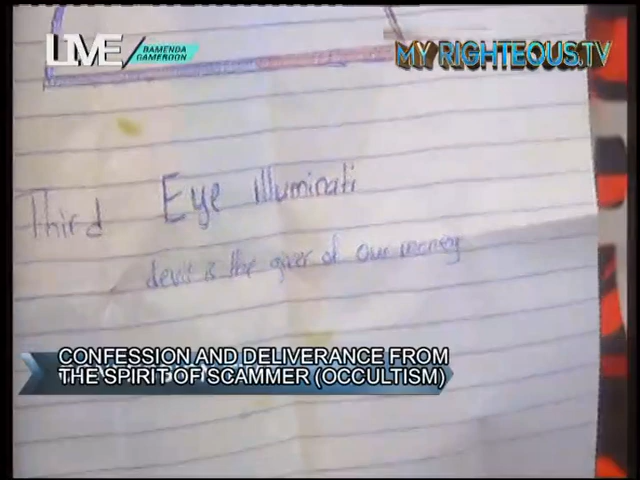 LIVE
BAMENDA
CAMEROON
MY RIGHTEOUS.TV
Third Eye Illuminati
devil is the giver of our money
CONFESSION AND DELIVERANCE FROM
THE SPIRIT OF SCAMMER (OCCULTISM)